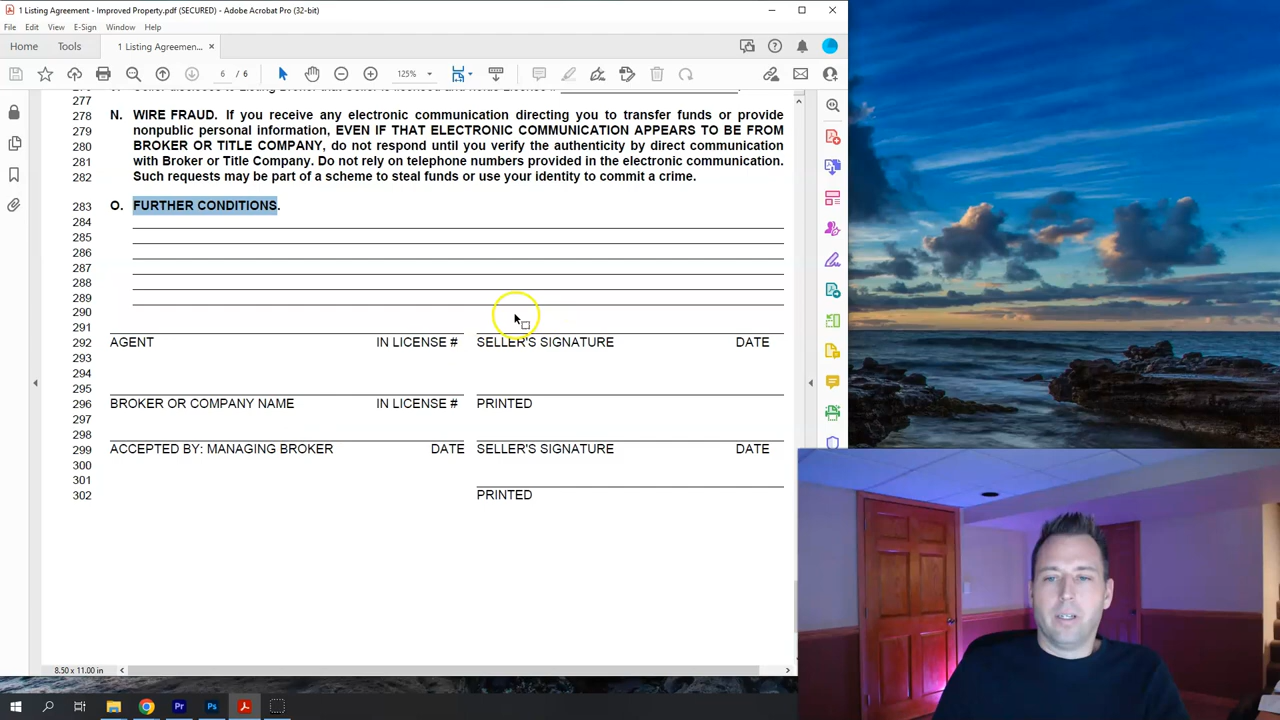 1 Listing Agreement - Improved Property.pdf (SECURED) - Adobe Acrobat Pro (32-bit)
File Edit View E-Sign Window Help
Home Tools 1 Listing Agreemen... ×
6 / 6 125%
277
278 N. WIRE FRAUD. If you receive any electronic communication directing you to transfer funds or provide
279 nonpublic personal information, EVEN IF THAT ELECTRONIC COMMUNICATION APPEARS TO BE FROM
280 BROKER OR TITLE COMPANY, do not respond until you verify the authenticity by direct communication
281 with Broker or Title Company. Do not rely on telephone numbers provided in the electronic communication.
282 Such requests may be part of a scheme to steal funds or use your identity to commit a crime.
283 O. FURTHER CONDITIONS.
284
285
286
287
288
289
290
291
292 AGENT IN LICENSE # SELLER'S SIGNATURE DATE
293
294
295
296 BROKER OR COMPANY NAME IN LICENSE # PRINTED
297
298
299 ACCEPTED BY: MANAGING BROKER DATE SELLER'S SIGNATURE DATE
300
301
302 PRINTED
8.50 x 11.00 in